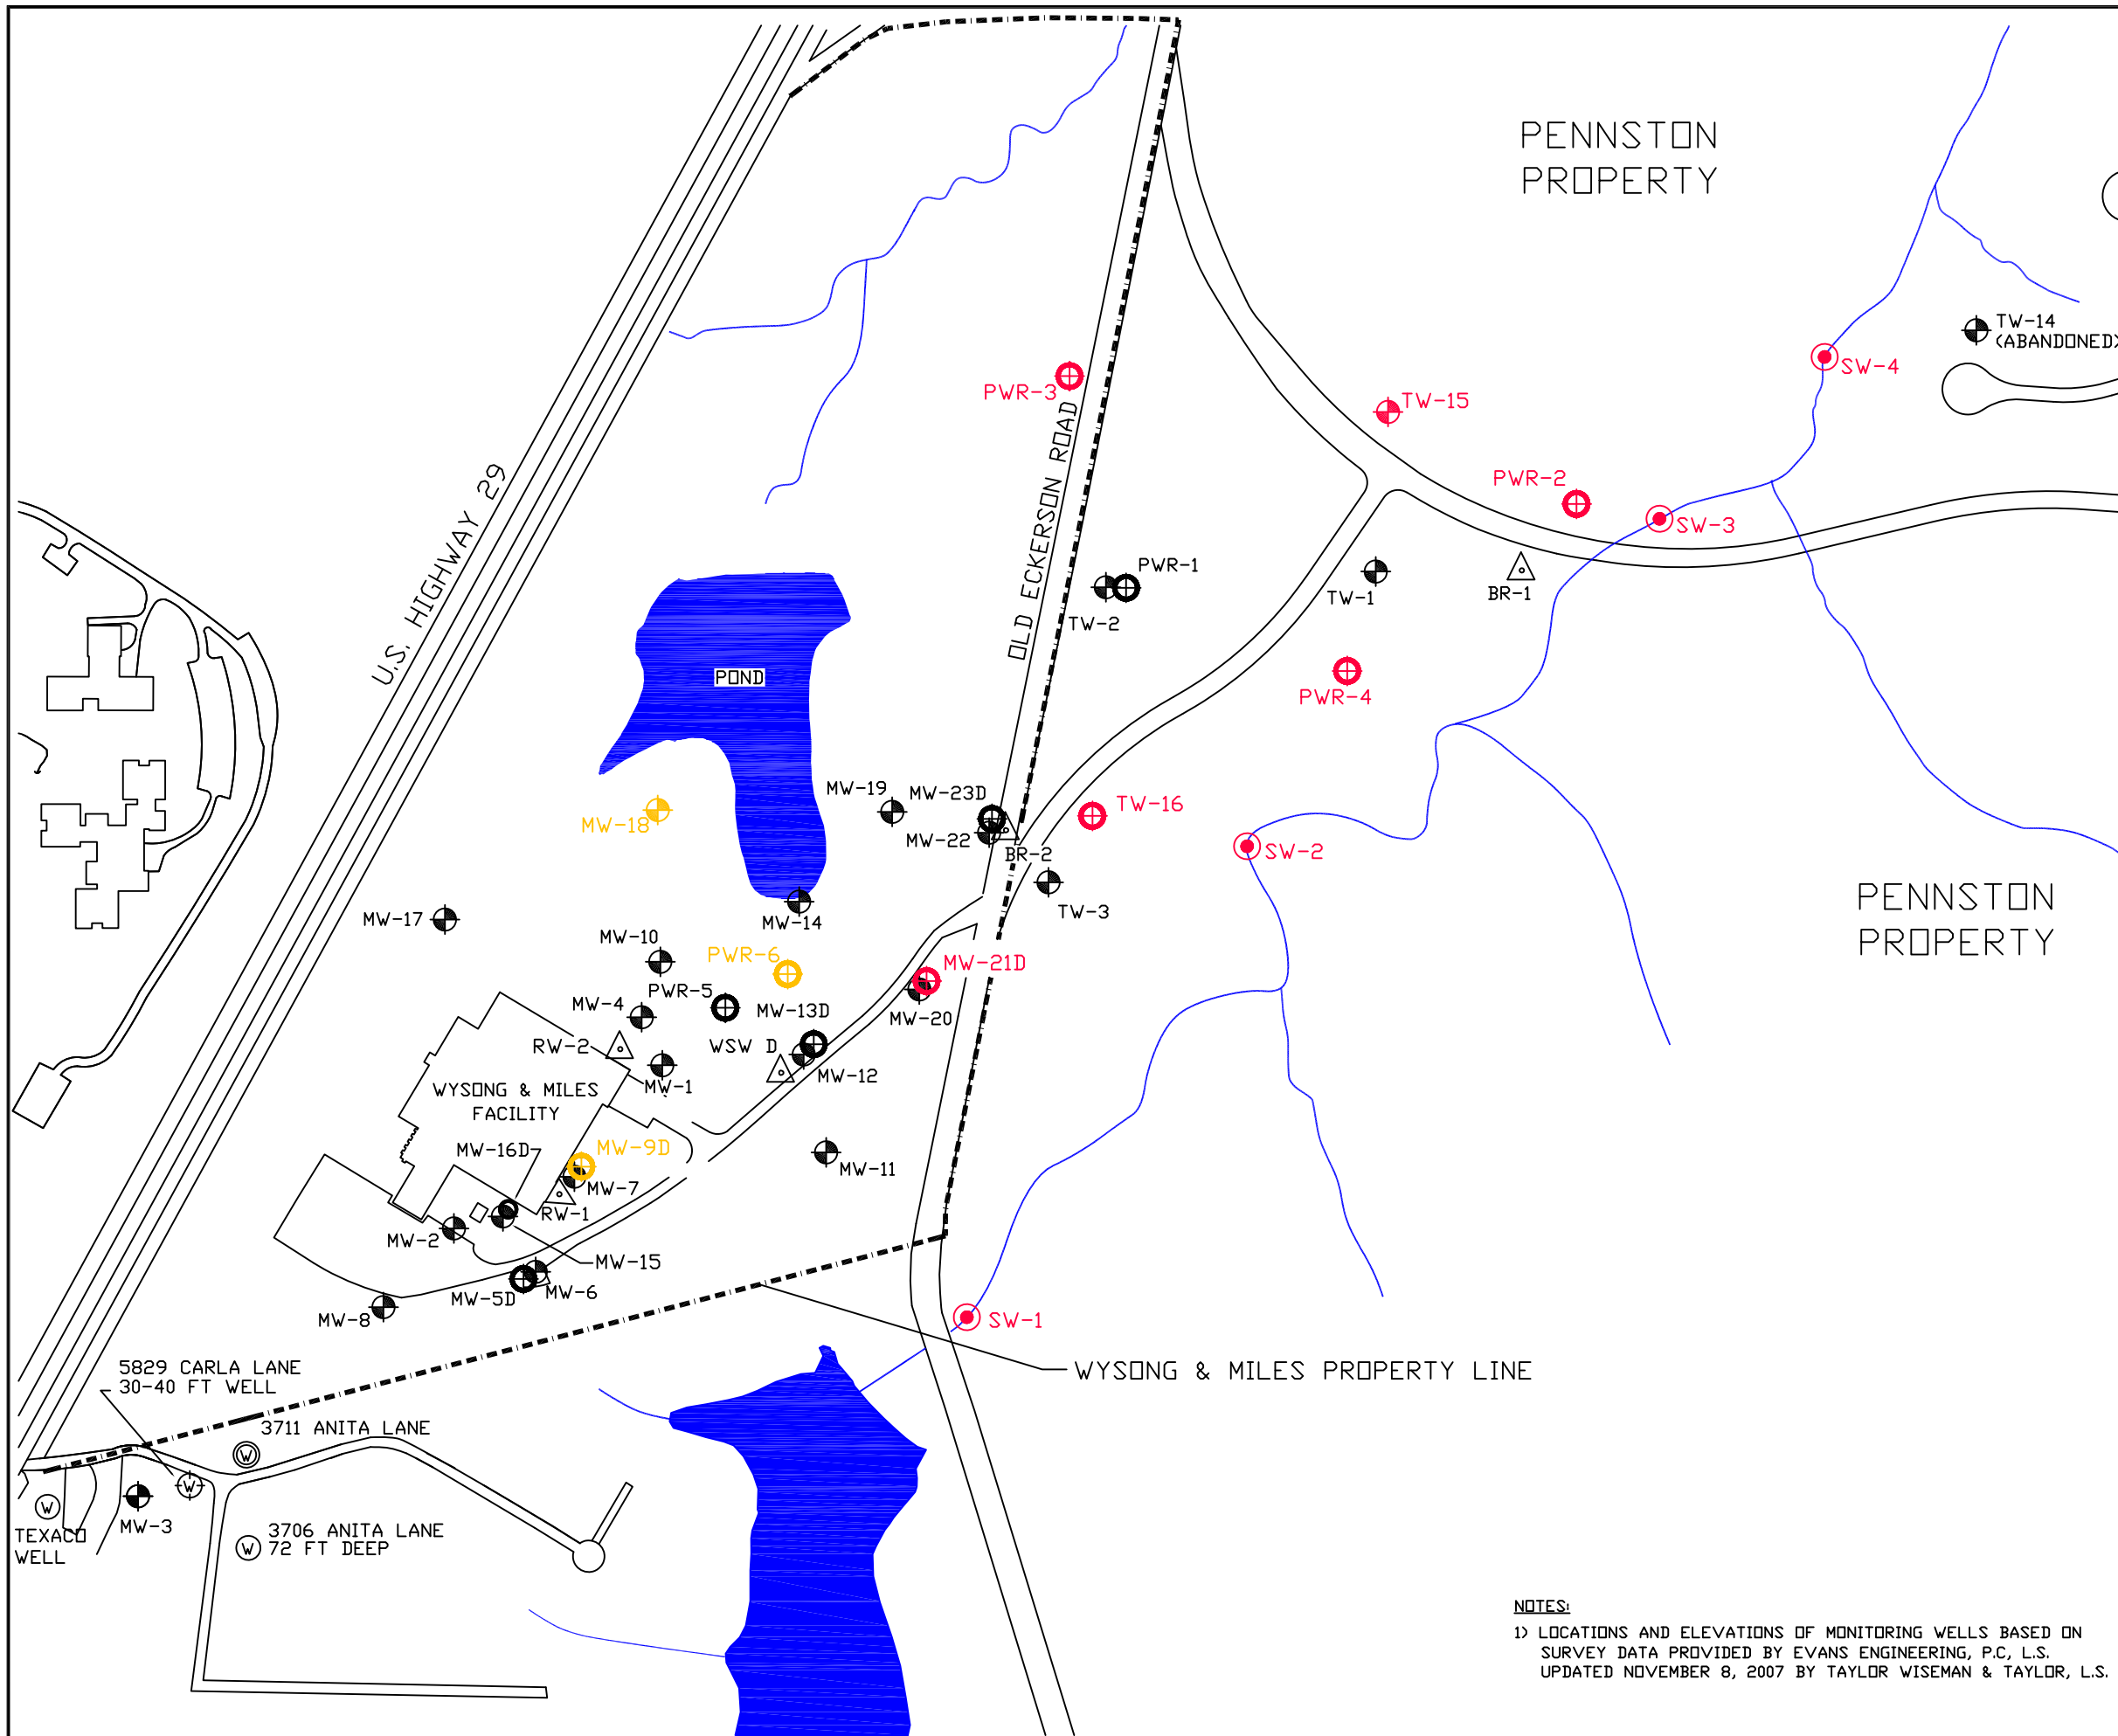 PENNSTON
PROPERTY
TW-14
(ABANDONED)
SW-4
PWR-3
TW-15
U.S. HIGHWAY 29
OLD ECKERSON ROAD
PWR-2
SW-3
PWR-1
TW-2
TW-1
BR-1
POND
PWR-4
MW-19
MW-23D
TW-16
MW-18
MW-22
BR-2
SW-2
TW-3
PENNSTON
PROPERTY
MW-17
MW-14
MW-10
PWR-6
MW-21D
MW-4
PWR-5
MW-13D
MW-20
RW-2
WSW D
MW-12
MW-1
WYSONG & MILES
FACILITY
MW-16D
MW-9D
MW-11
MW-7
RW-1
MW-2
MW-15
MW-5D
MW-6
MW-8
SW-1
WYSONG & MILES PROPERTY LINE
5829 CARLA LANE
30-40 FT WELL
3711 ANITA LANE
W
W
W
MW-3
TEXACO
WELL
W
3706 ANITA LANE
72 FT DEEP
NOTES:
1) LOCATIONS AND ELEVATIONS OF MONITORING WELLS BASED ON
SURVEY DATA PROVIDED BY EVANS ENGINEERING, P.C, L.S.
UPDATED NOVEMBER 8, 2007 BY TAYLOR WISEMAN & TAYLOR, L.S.